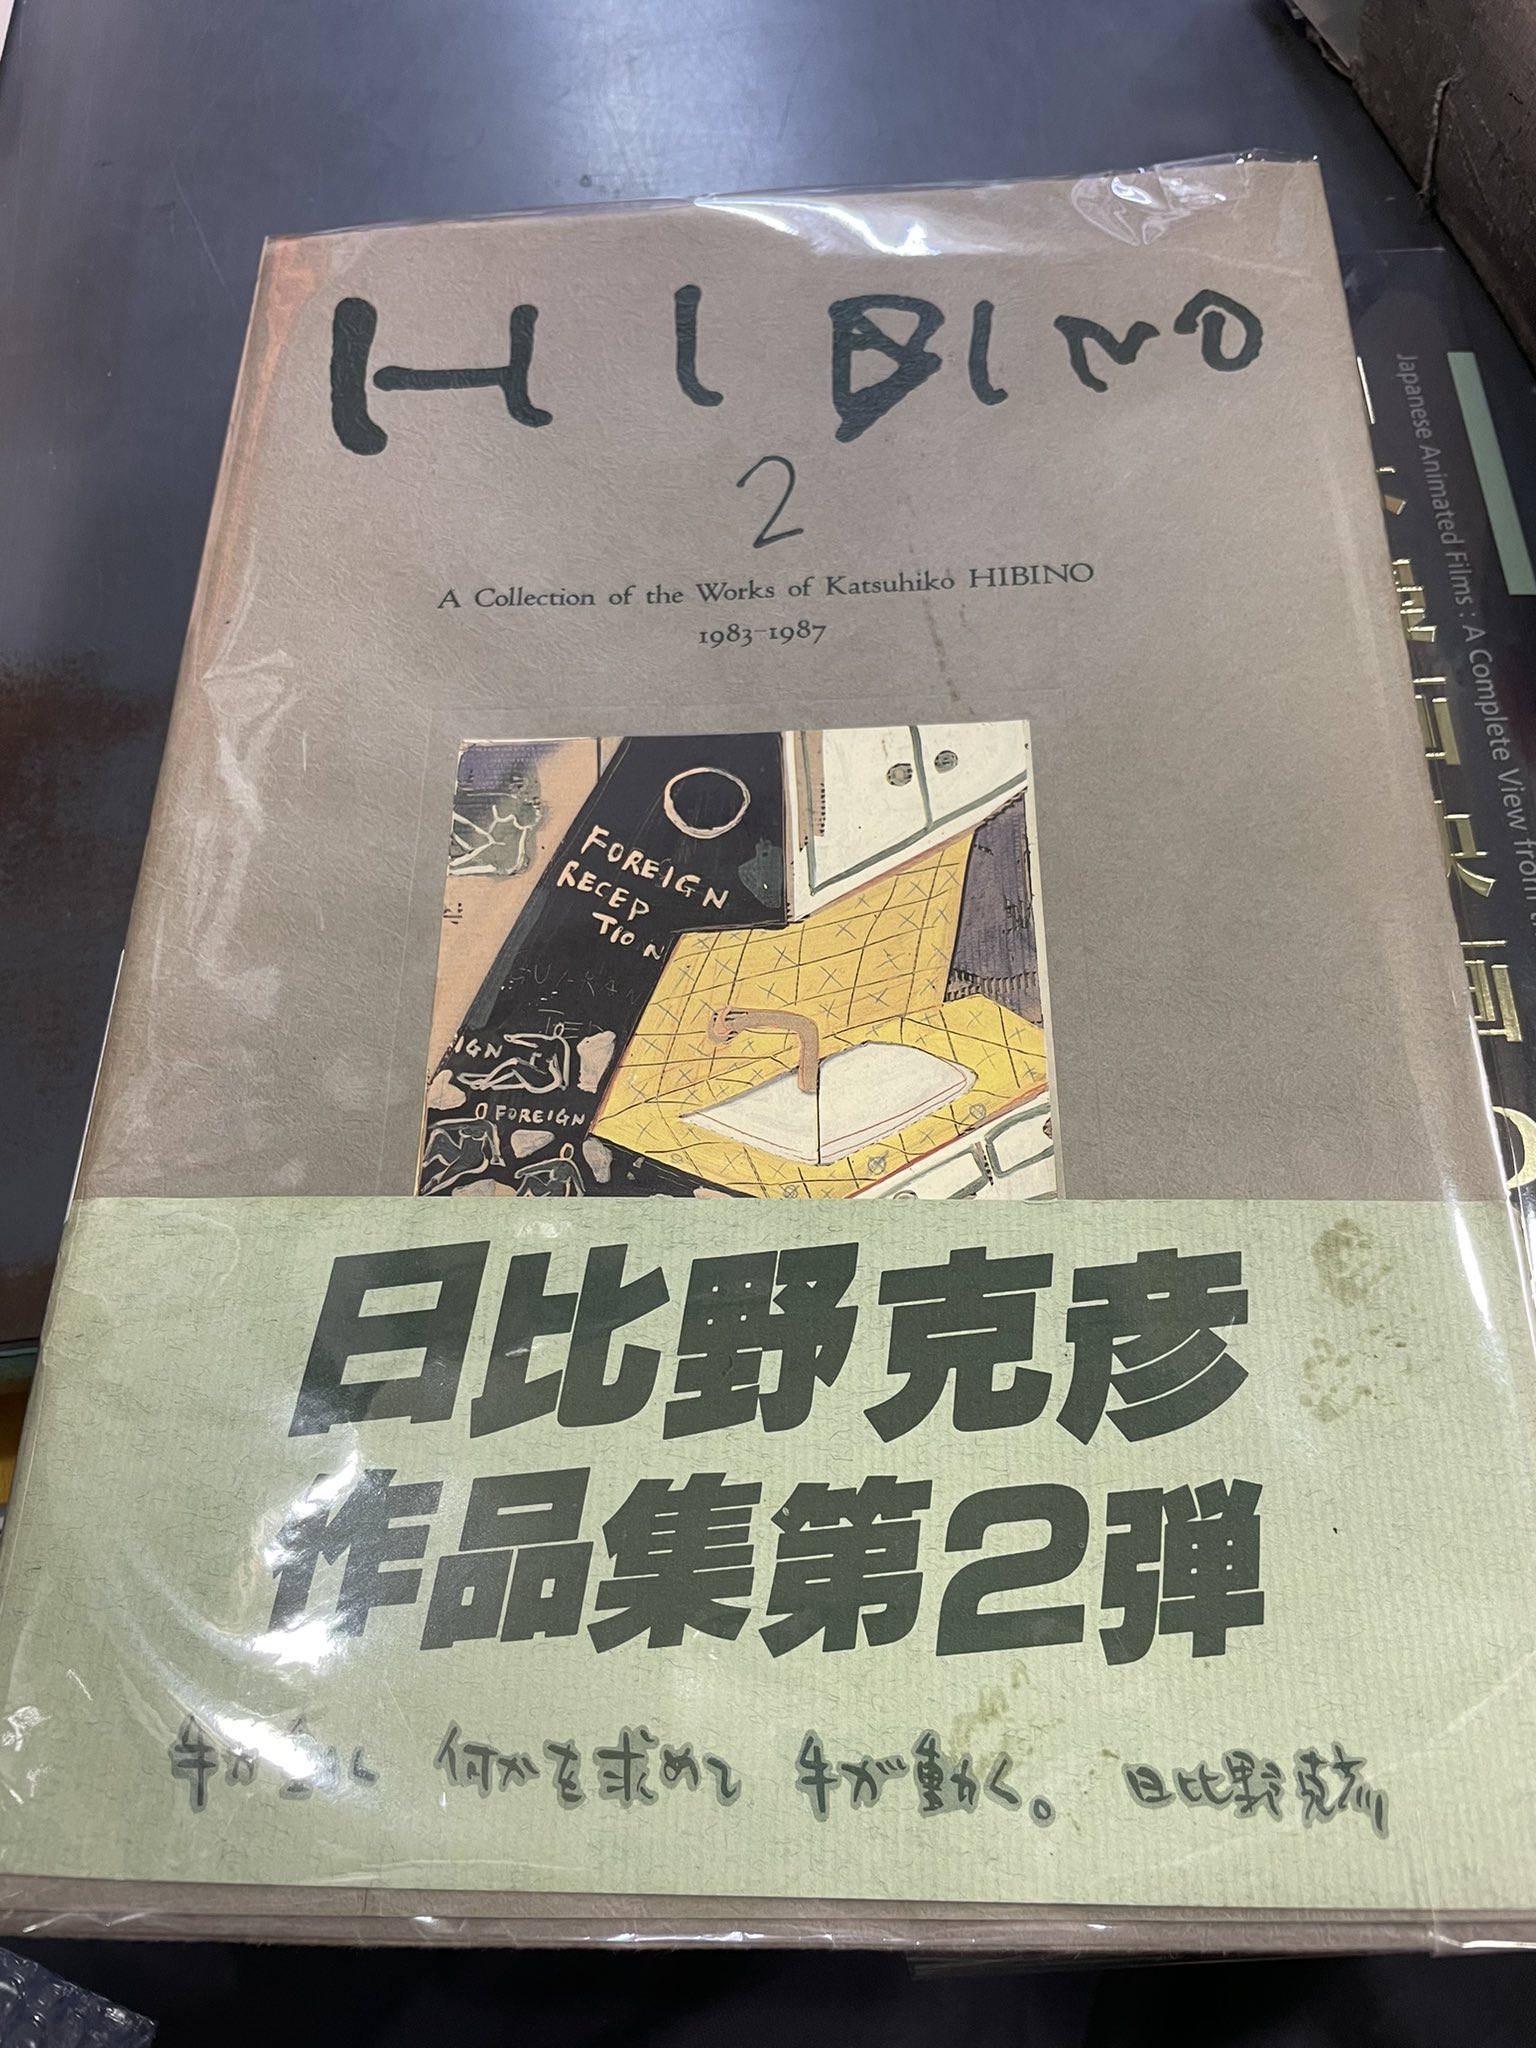 HIBINO
2
A Collection of the Works of Katsuhiko HIBINO
1983–1987
FOREIGN
RECEP
TION
IGN
FOREIGN
日比野克彦
作品集第2弾
手が 何かを求めて 手が動く。 日比野克彦
Japanese Animated Films : A Complete View from